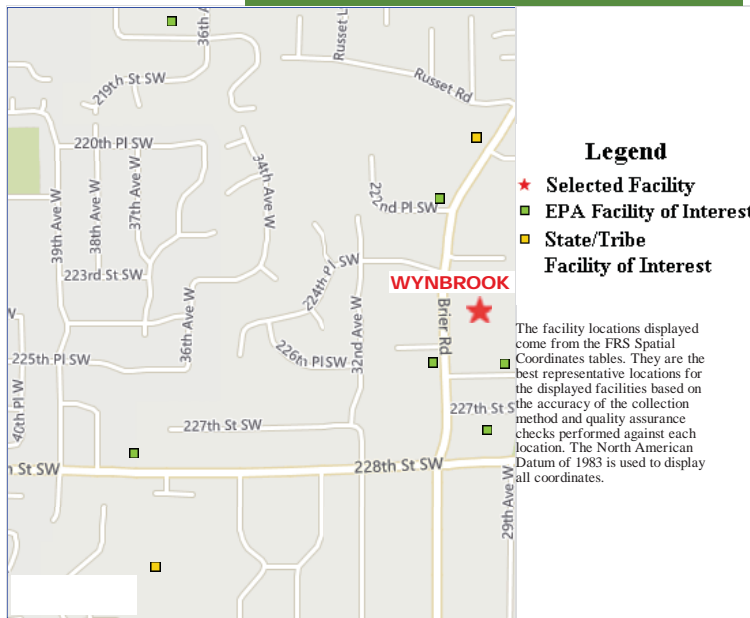 36th A
Russet L
219th St SW
Russet Rd
220th Pl SW
34th Ave W
222nd Pl SW
39th Ave W
38th Ave W
37th Ave W
223rd St SW
224th Pl SW
WYNBROOK
36th Ave W
32nd Ave W
Brier Rd
225th Pl SW
226th Pl SW
40th Pl W
227th St SW
227th St S
228th St SW
h St SW
29th Ave W
Legend
Selected Facility
EPA Facility of Interest
State/Tribe
Facility of Interest
The facility locations displayed
come from the FRS Spatial
Coordinates tables. They are the
best representative locations for
the displayed facilities based on
the accuracy of the collection
method and quality assurance
checks performed against each
location. The North American
Datum of 1983 is used to display
all coordinates.